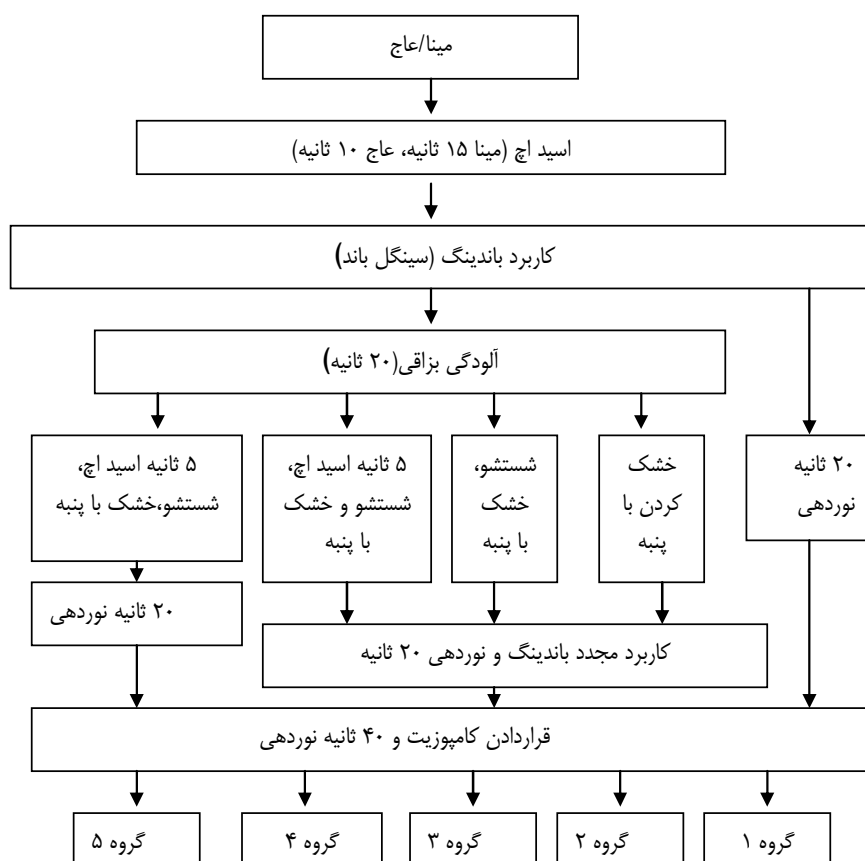 مینا/عاج
اسید اچ (مینا ۱۵ ثانیه، عاج ۱۰ ثانیه)
کاربرد باندینگ (سینگل باند)
آلودگی بزاقی(۲۰ ثانیه)
۲۰ ثانیه
نوردهی
خشک
کردن با
پنبه
شستشو،
خشک
با پنبه
۵ ثانیه اسید اچ،
شستشو و خشک
با پنبه
۵ ثانیه اسید اچ،
شستشو،خشک با پنبه
۲۰ ثانیه نوردهی
کاربرد مجدد باندینگ و نوردهی ۲۰ ثانیه
قراردادن کامپوزیت و ۴۰ ثانیه نوردهی
گروه ۱
گروه ۲
گروه ۳
گروه ۴
گروه ۵